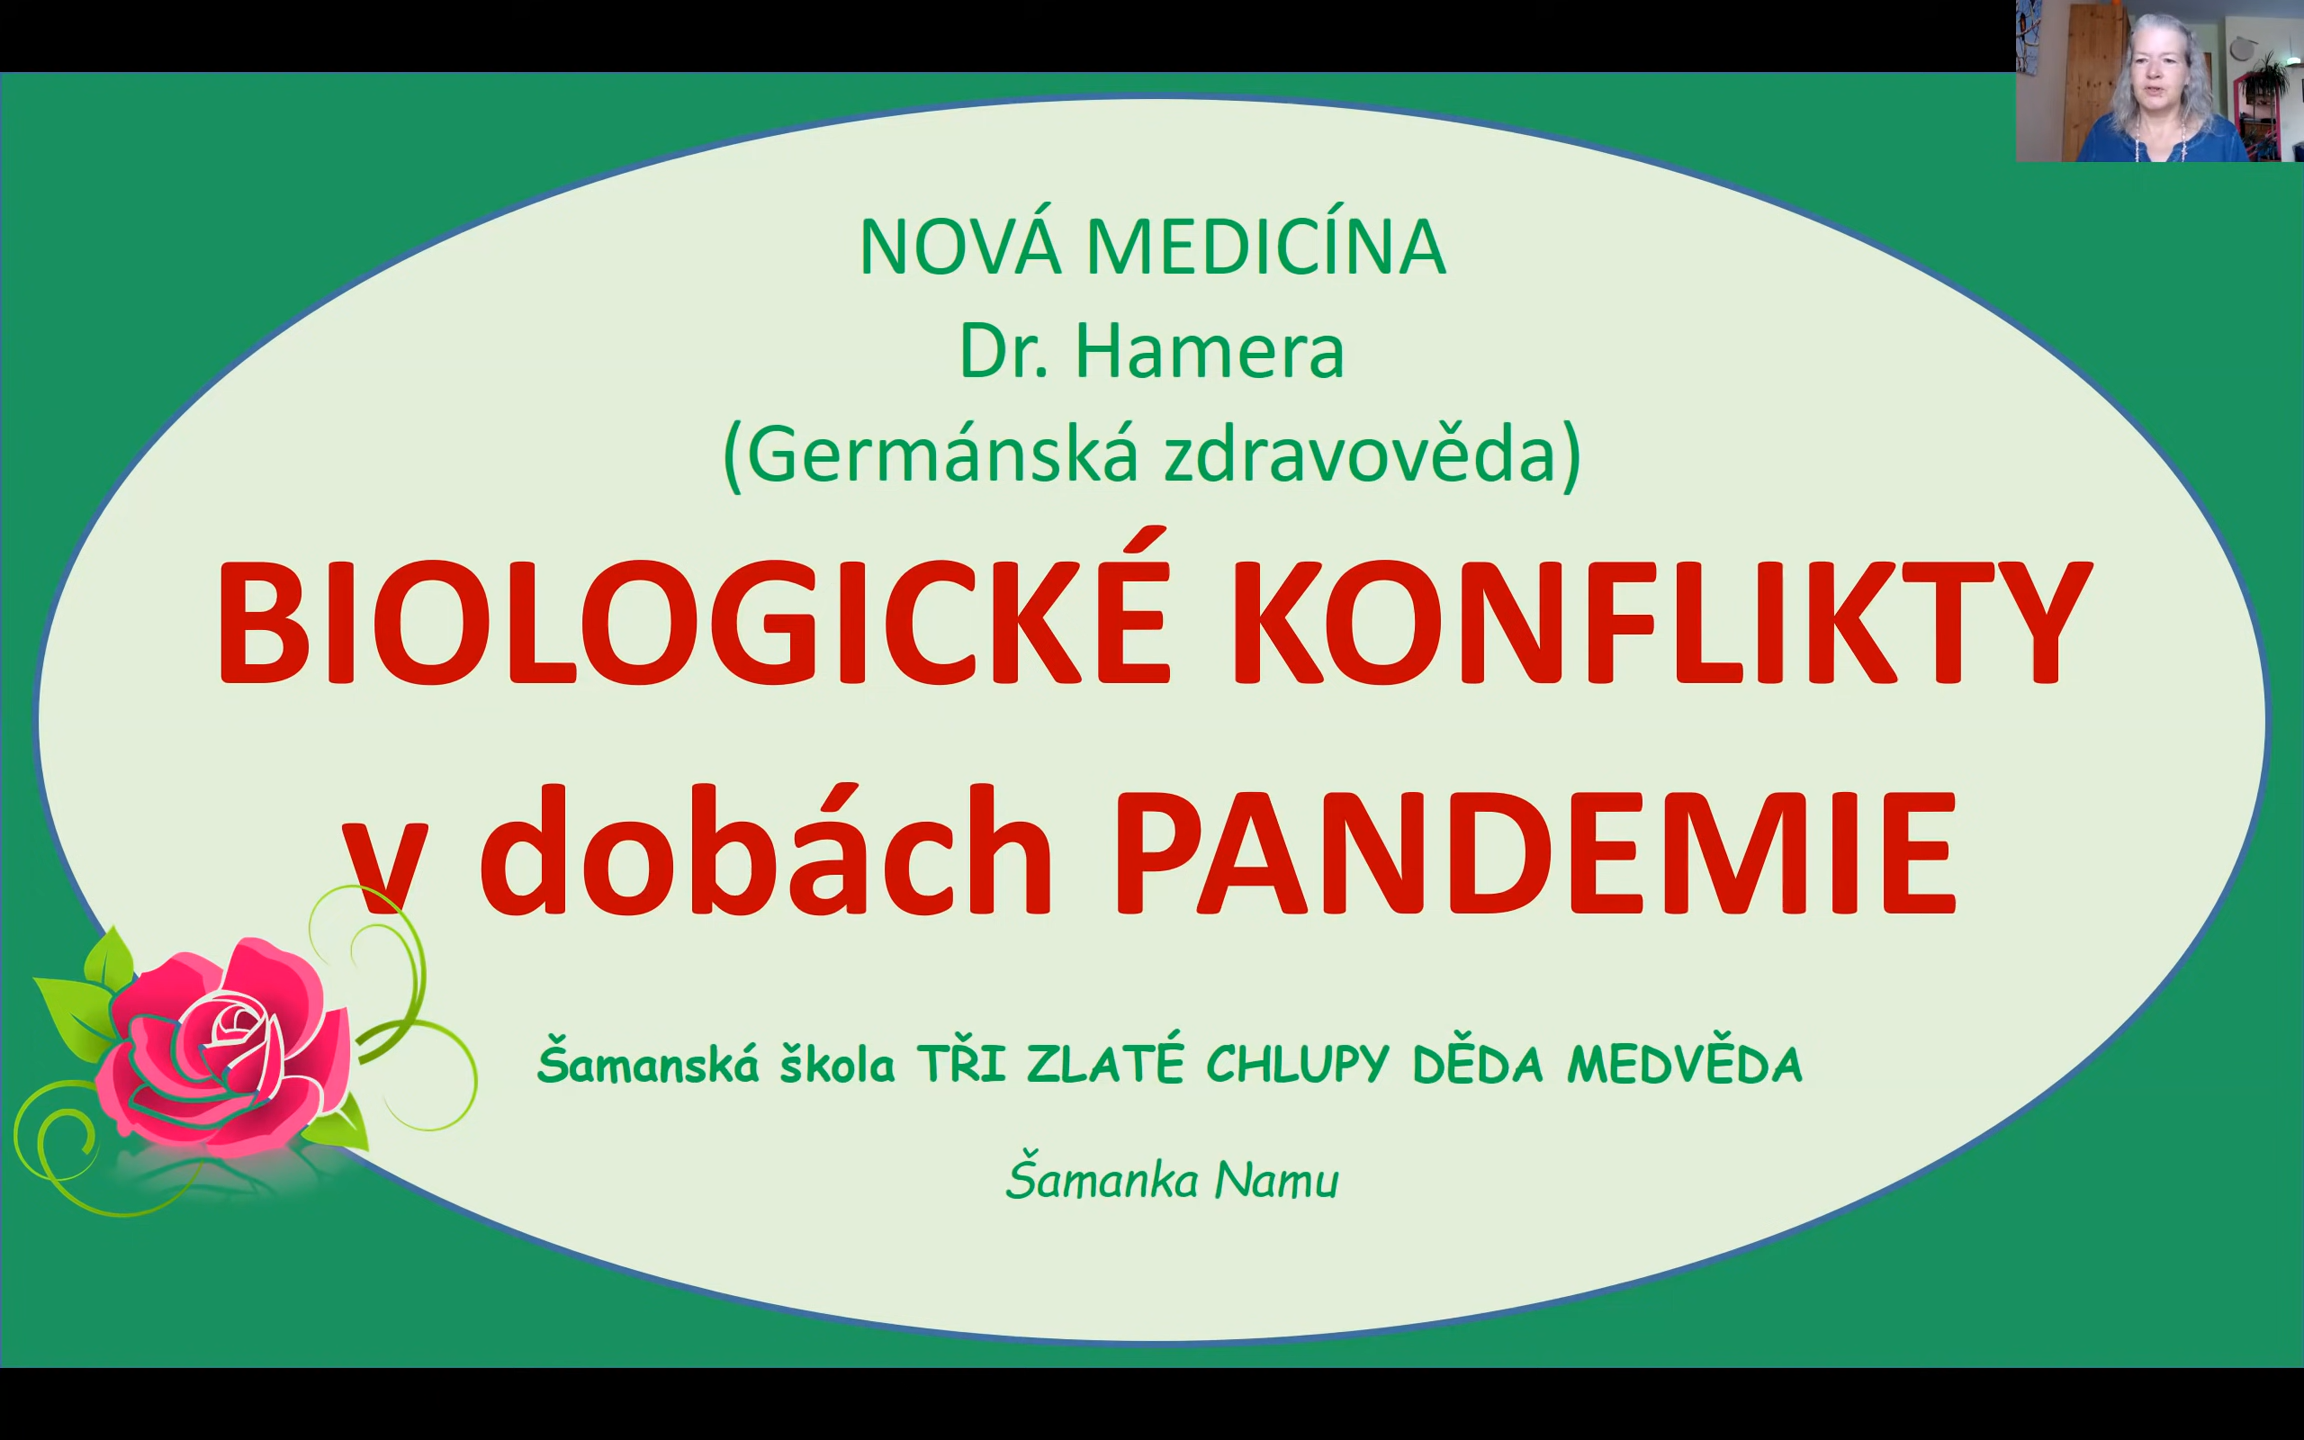 NOVÁ MEDICÍNA
Dr. Hamera
(Germánská zdravověda)
BIOLOGICKÉ KONFLIKTY
v dobách PANDEMIE
Šamanská škola TŘI ZLATÉ CHLUPY DĚDA MEDVĚDA
Šamanka Namu